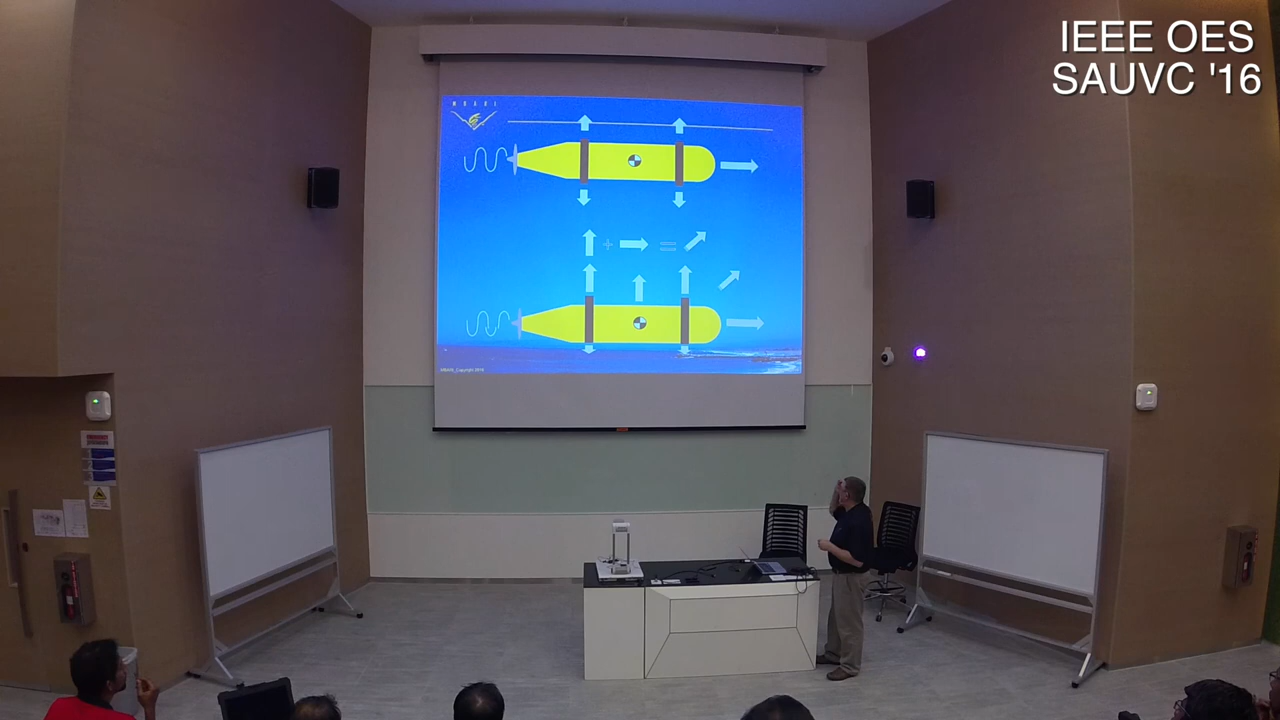 IEEE OES
SAUVC '16
M B A R I
+
=